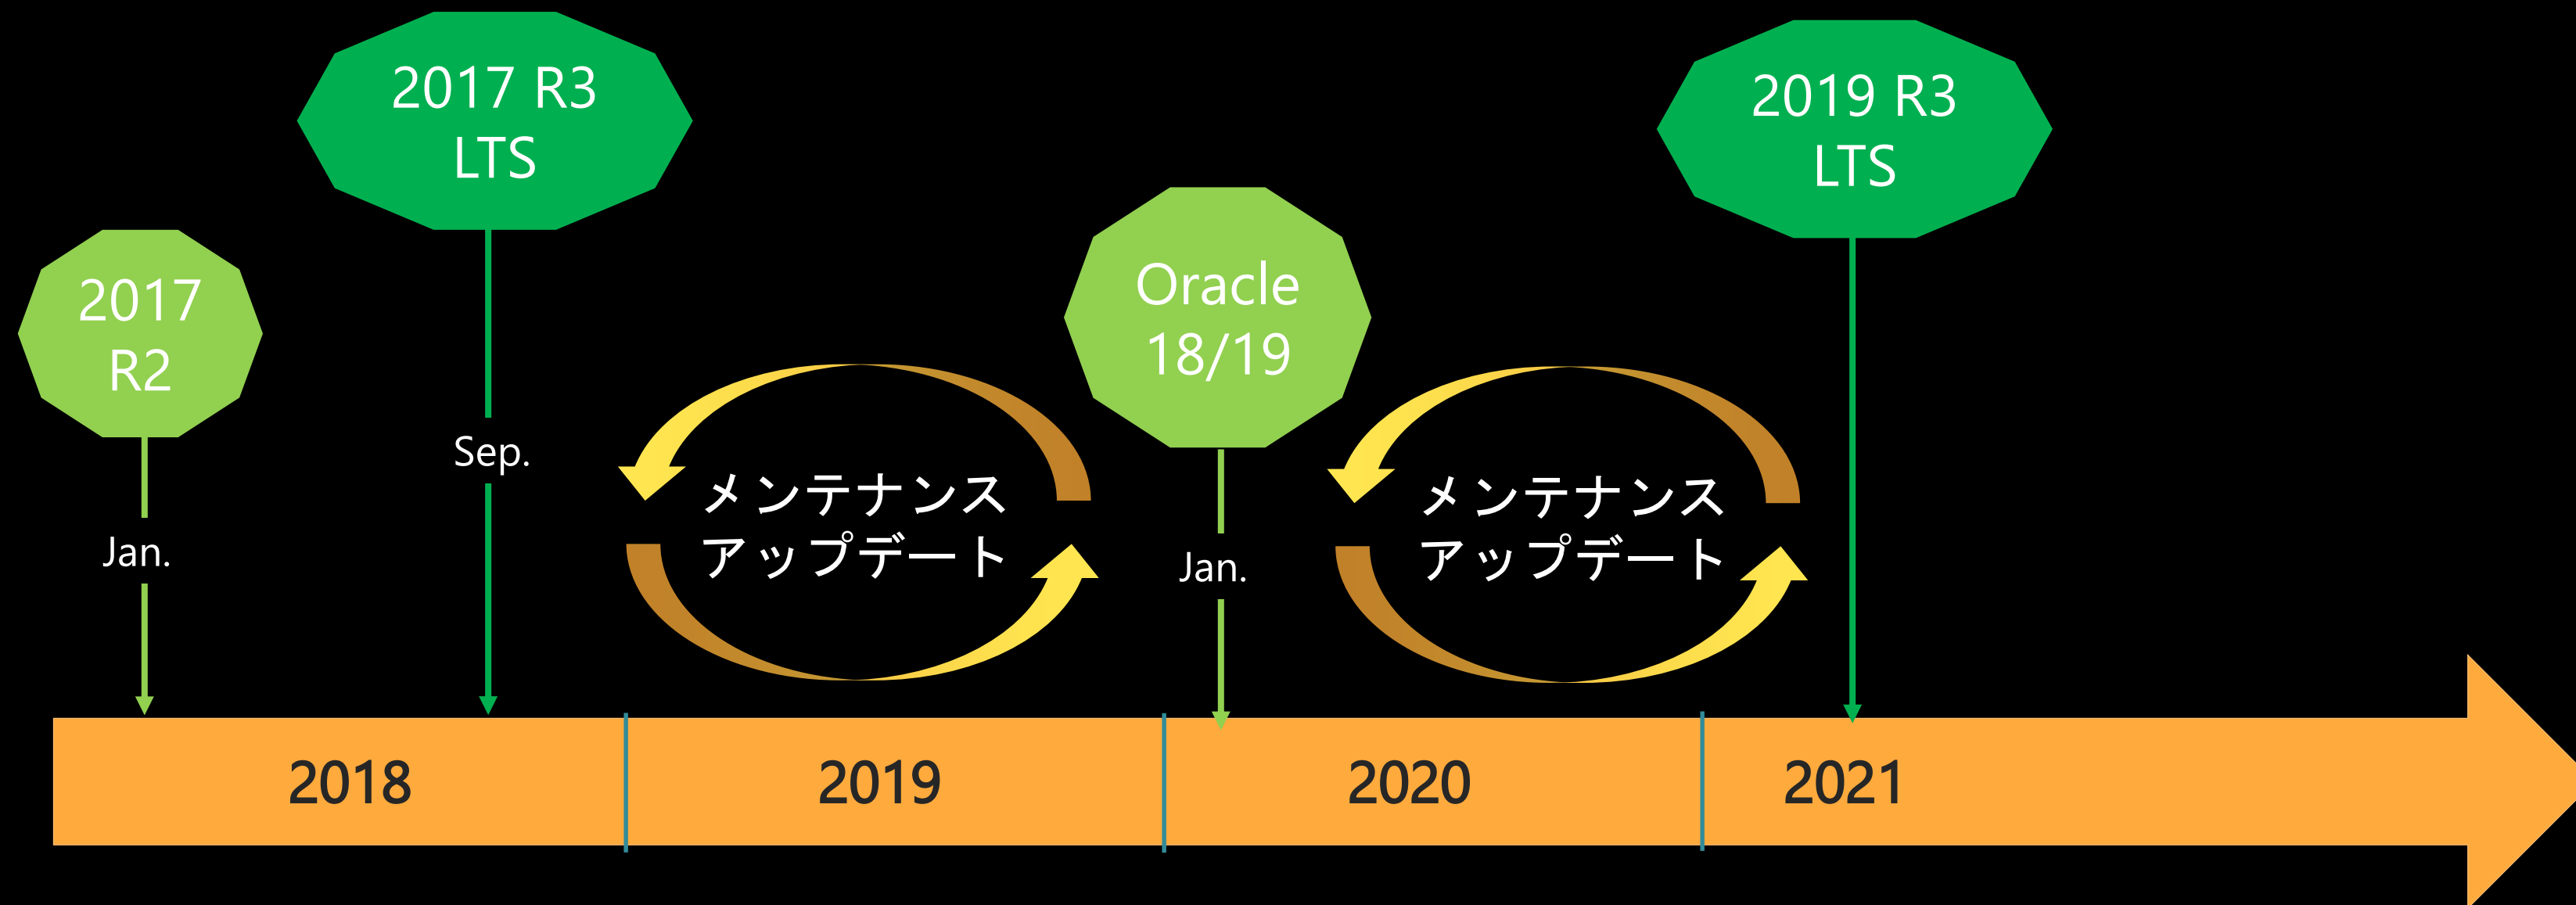 2017
R2
Jan.
2017 R3
LTS
Sep.
メンテナンス
アップデート
Oracle
18/19
Jan.
メンテナンス
アップデート
2019 R3
LTS
2018
2019
2020
2021